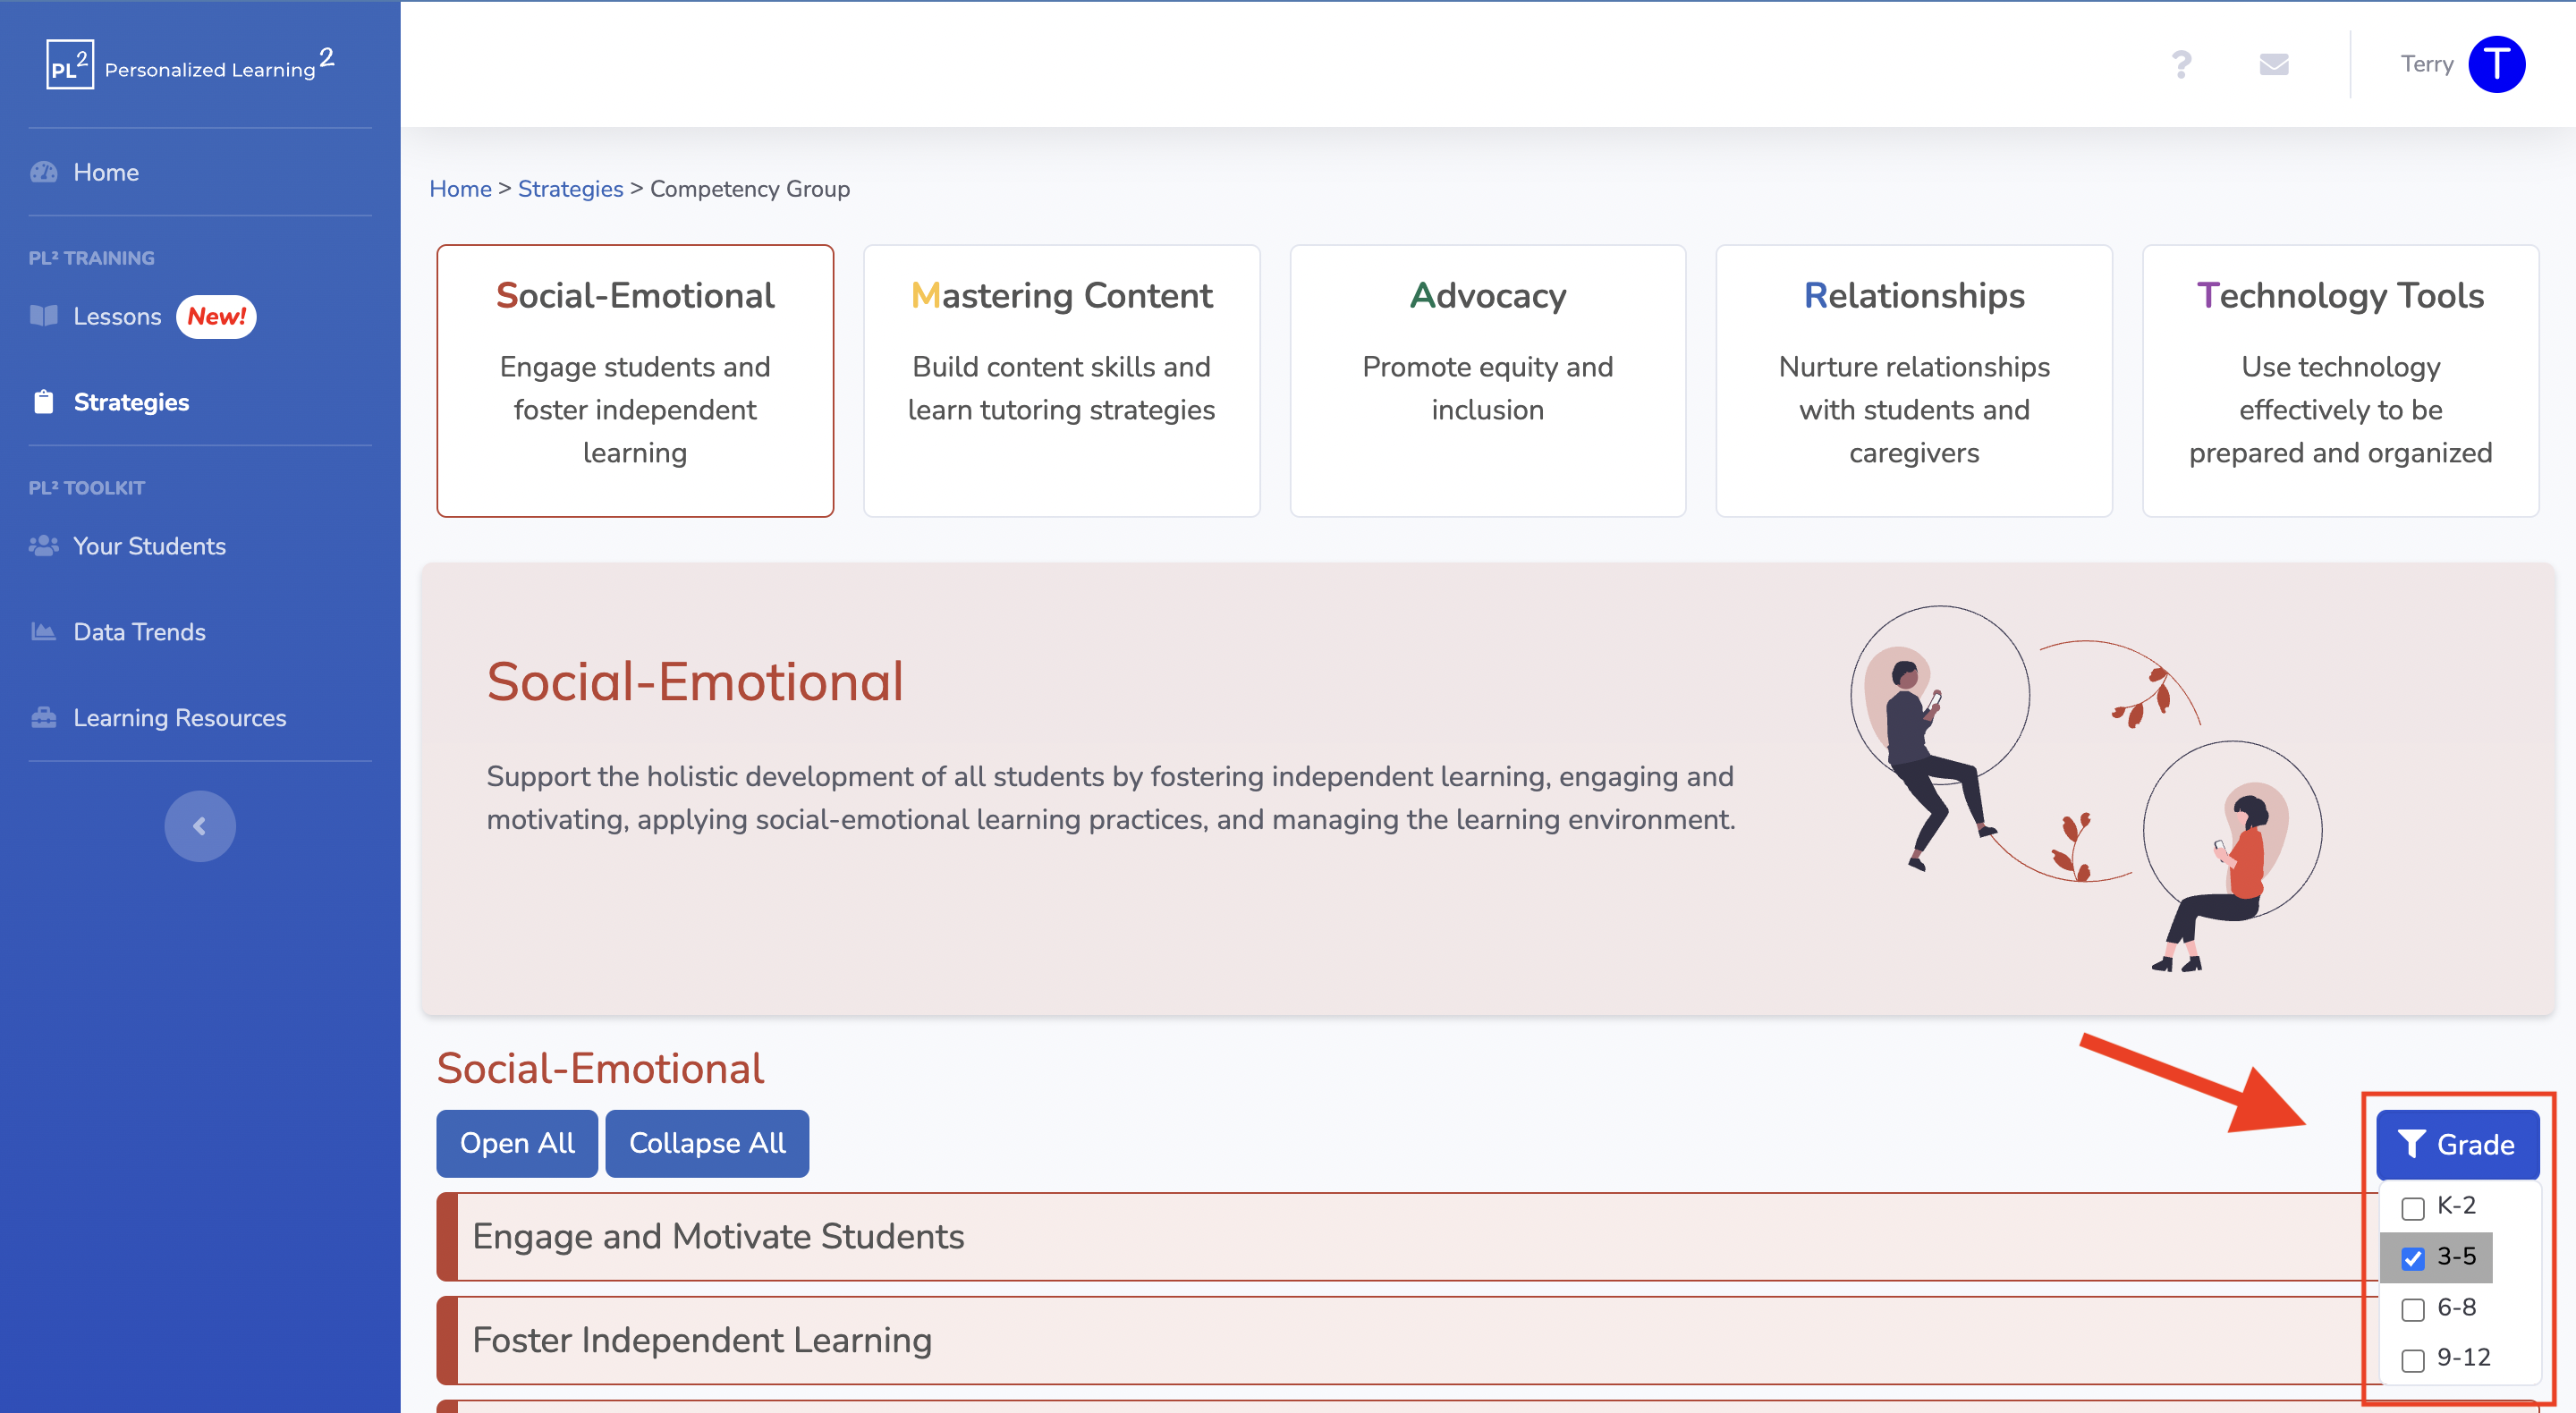 PL2 Personalized Learning2
Home
PL² TRAINING
Lessons New!
Strategies
PL² TOOLKIT
Your Students
Data Trends
Learning Resources
Terry T
Home > Strategies > Competency Group
Social-Emotional
Engage students and
foster independent
learning
Mastering Content
Build content skills and
learn tutoring strategies
Advocacy
Promote equity and
inclusion
Relationships
Nurture relationships
with students and
caregivers
Technology Tools
Use technology
effectively to be
prepared and organized
Social-Emotional
Support the holistic development of all students by fostering independent learning, engaging and
motivating, applying social-emotional learning practices, and managing the learning environment.
Social-Emotional
Open All Collapse All
Grade
K-2
3-5
6-8
9-12
Engage and Motivate Students
Foster Independent Learning